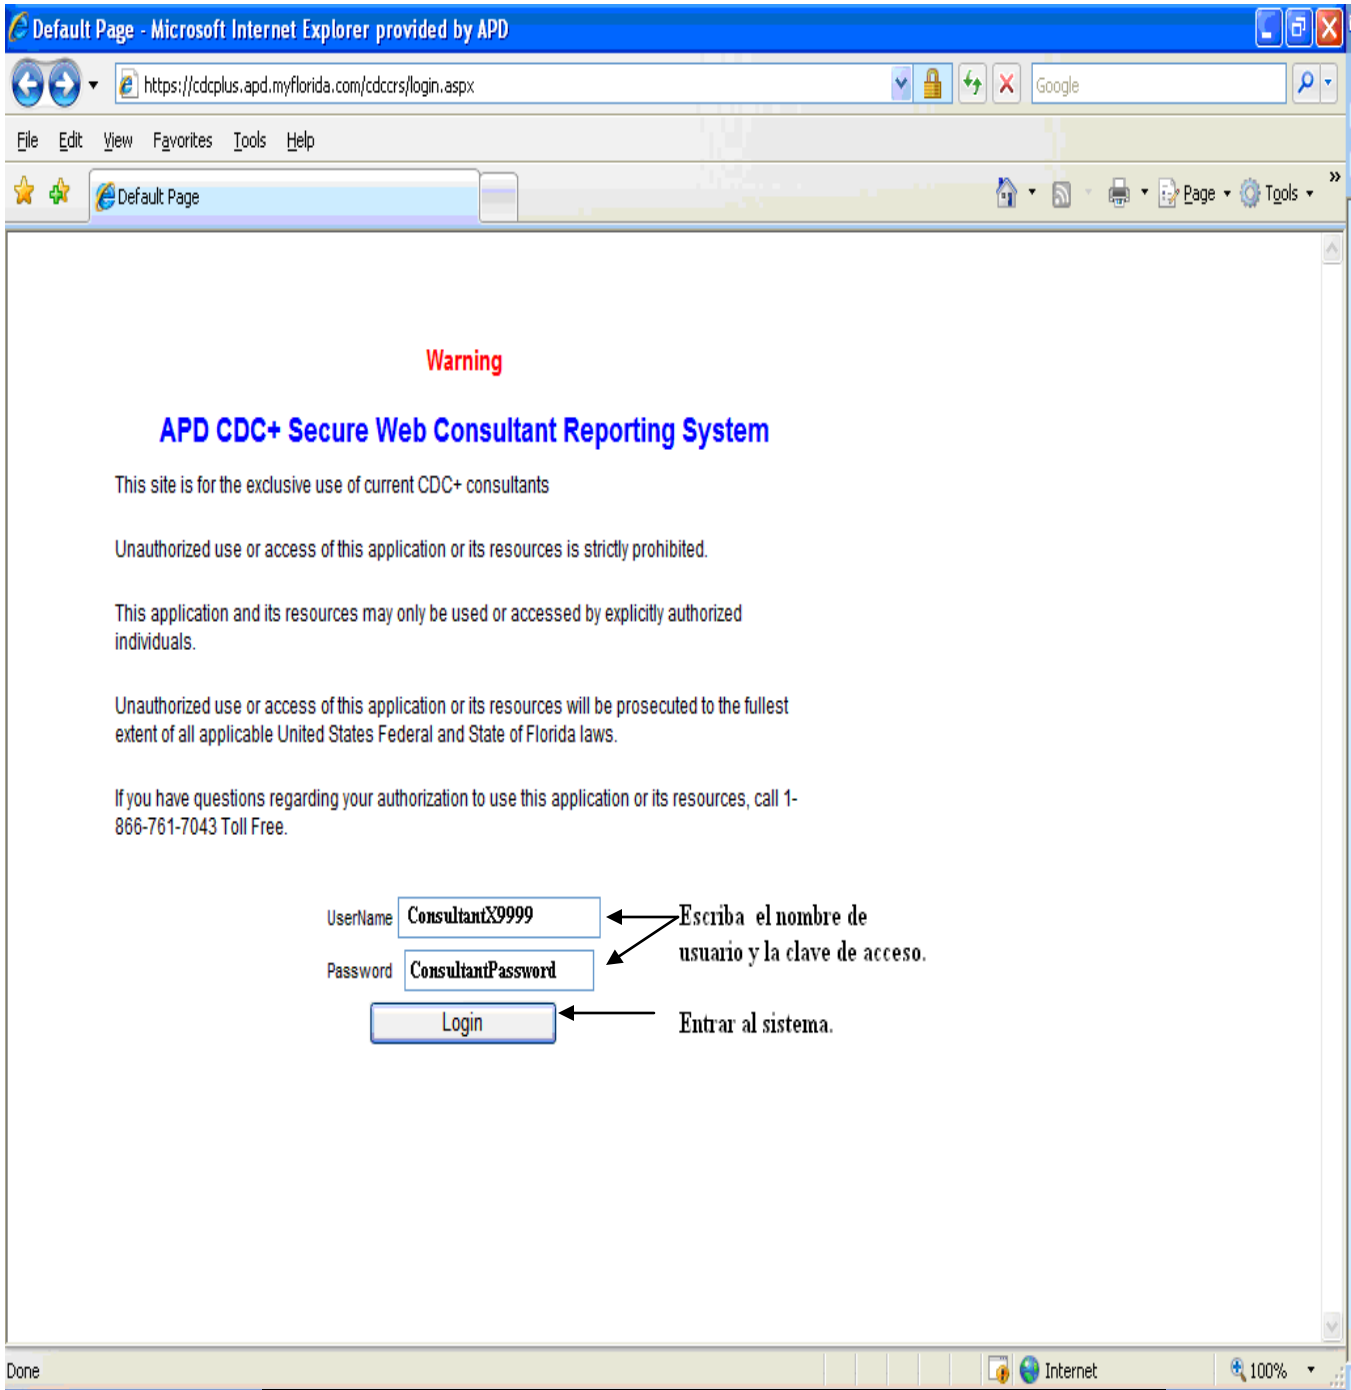 Default Page - Microsoft Internet Explorer provided by APD
https://cdcplus.apd.myflorida.com/cdccrs/login.aspx
Google
File Edit View Favorites Tools Help
Default Page
Page Tools »
Warning
APD CDC+ Secure Web Consultant Reporting System
This site is for the exclusive use of current CDC+ consultants
Unauthorized use or access of this application or its resources is strictly prohibited.
This application and its resources may only be used or accessed by explicitly authorized
individuals.
Unauthorized use or access of this application or its resources will be prosecuted to the fullest
extent of all applicable United States Federal and State of Florida laws.
If you have questions regarding your authorization to use this application or its resources, call 1-
866-761-7043 Toll Free.
UserName ConsultantX9999
Escriba el nombre de
usuario y la clave de acceso.
Password ConsultantPassword
Login
Entrar al sistema.
Done
Internet
100%